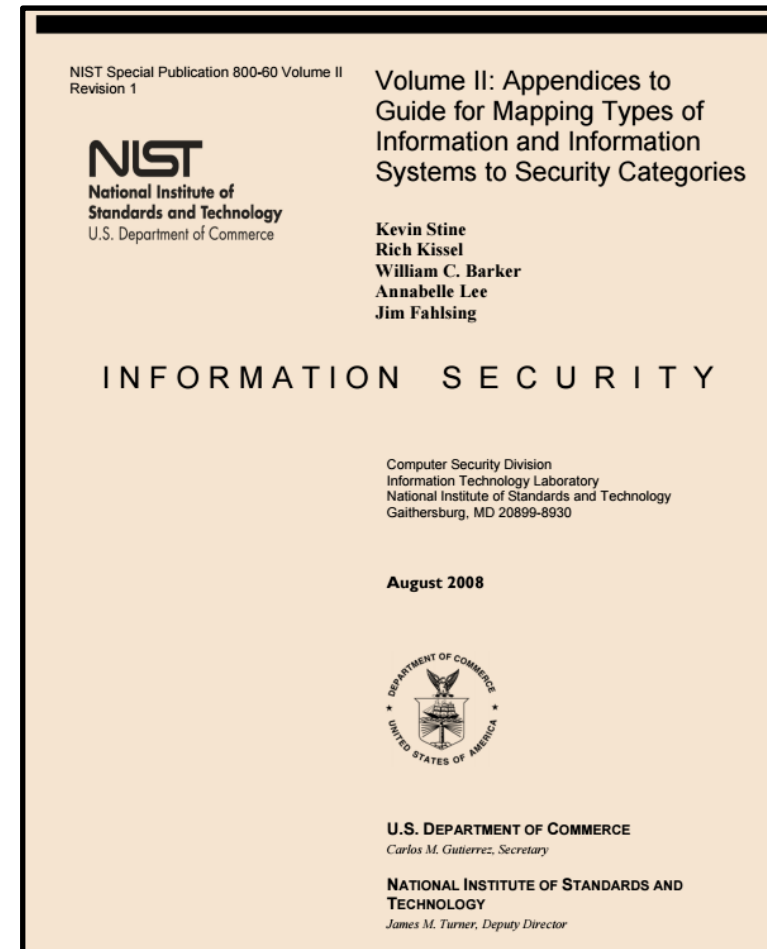 NIST Special Publication 800-60 Volume II
Revision 1
NIST
National Institute of
Standards and Technology
U.S. Department of Commerce
Volume II: Appendices to
Guide for Mapping Types of
Information and Information
Systems to Security Categories
Kevin Stine
Rich Kissel
William C. Barker
Annabelle Lee
Jim Fahlsing
INFORMATION SECURITY
Computer Security Division
Information Technology Laboratory
National Institute of Standards and Technology
Gaithersburg, MD 20899-8930
August 2008
DEPARTMENT OF COMMERCE
UNITED STATES OF AMERICA
U.S. DEPARTMENT OF COMMERCE
Carlos M. Gutierrez, Secretary
NATIONAL INSTITUTE OF STANDARDS AND
TECHNOLOGY
James M. Turner, Deputy Director